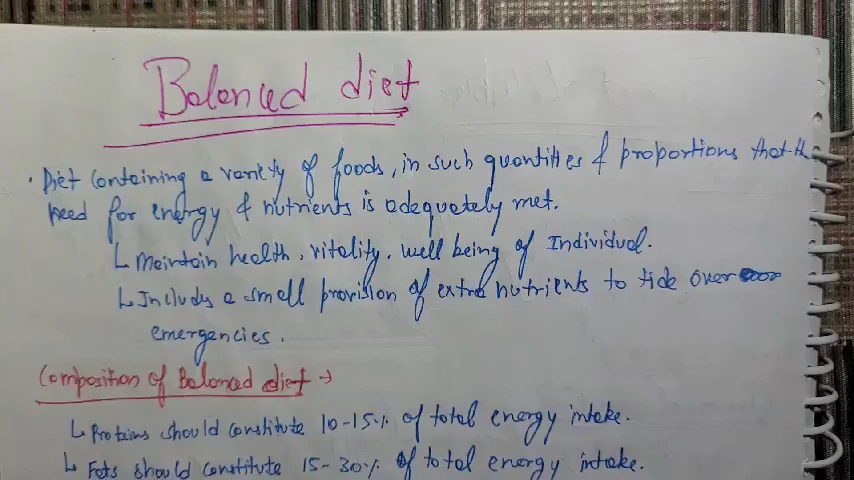 Balanced diet
• Diet containing a variety of foods, in such quantities & proportions that the
need for energy & nutrients is adequately met.
Maintain health, vitality, well being of Individual.
Includes a small provision of extra nutrients to tide over
emergencies.
Composition of Balanced diet →
Proteins should constitute 10-15% of total energy intake.
Fats should constitute 15-30% of total energy intake.